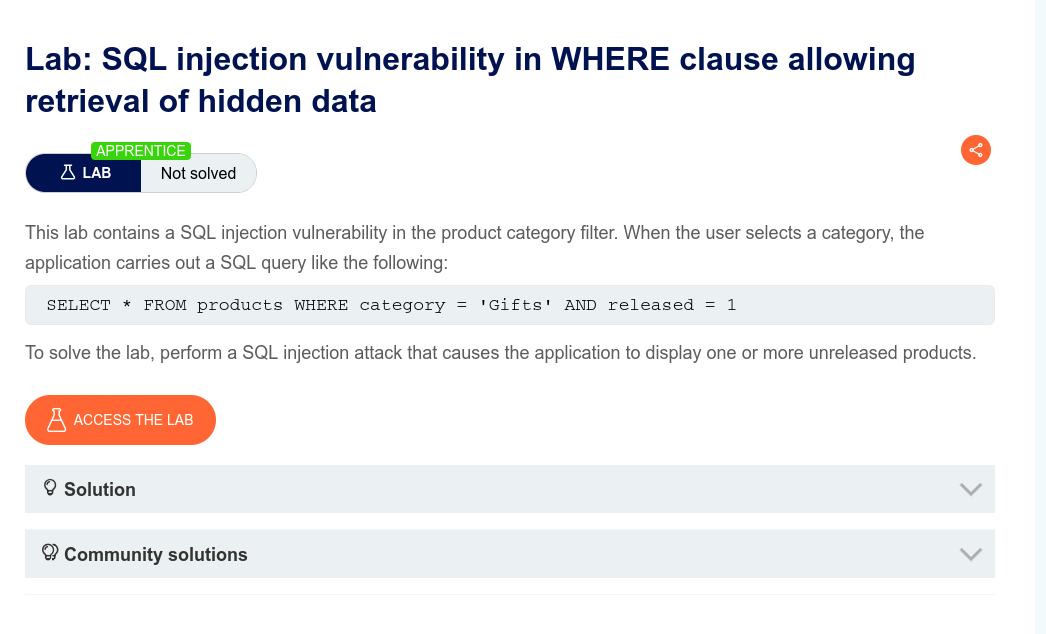 Lab: SQL injection vulnerability in WHERE clause allowing
retrieval of hidden data
APPRENTICE
LAB
Not solved
This lab contains a SQL injection vulnerability in the product category filter. When the user selects a category, the
application carries out a SQL query like the following:
SELECT * FROM products WHERE category = 'Gifts' AND released = 1
To solve the lab, perform a SQL injection attack that causes the application to display one or more unreleased products.
ACCESS THE LAB
Solution
Community solutions